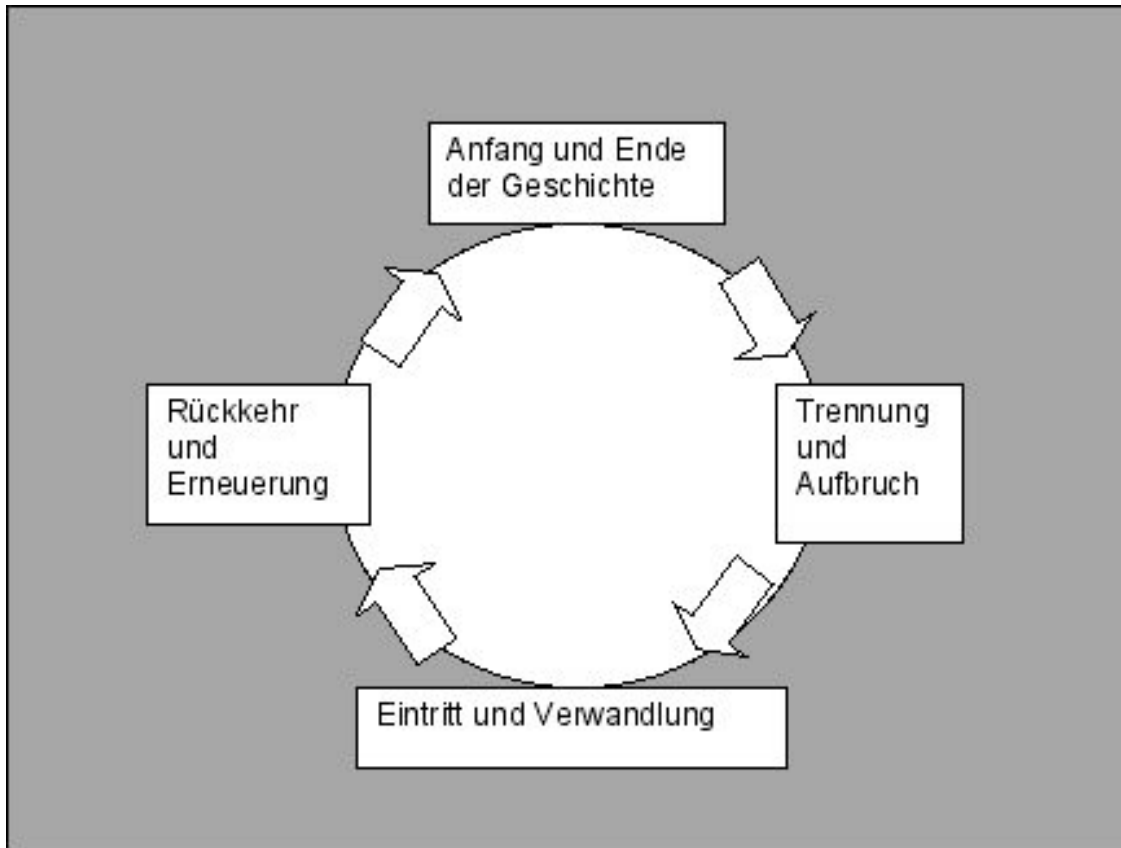 Anfang und Ende
der Geschichte
Trennung
und
Aufbruch
Eintritt und Verwandlung
Rückkehr
und
Erneuerung